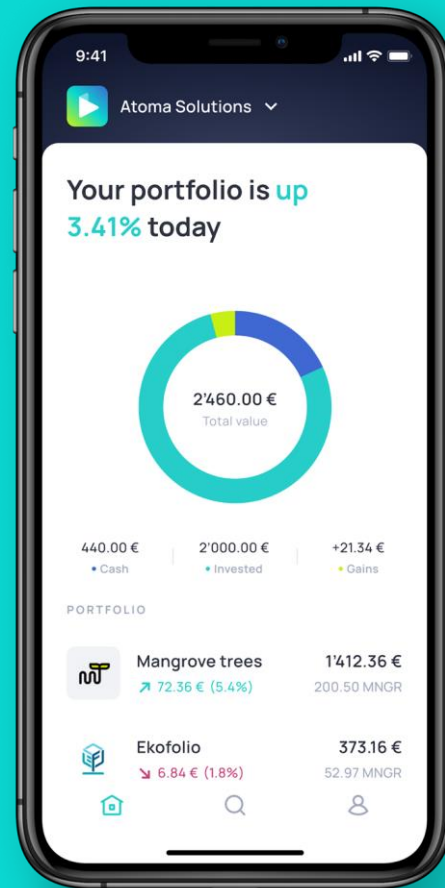 9:41
Atoma Solutions
Your portfolio is up
3.41% today
2'460.00 €
Total value
440.00 € 2'000.00 € +21.34 €
• Cash • Invested • Gains
PORTFOLIO
Mangrove trees 1'412.36 €
72.36 € (5.4%) 200.50 MNGR
Ekofolio 373.16 €
6.84 € (1.8%) 52.97 MNGR